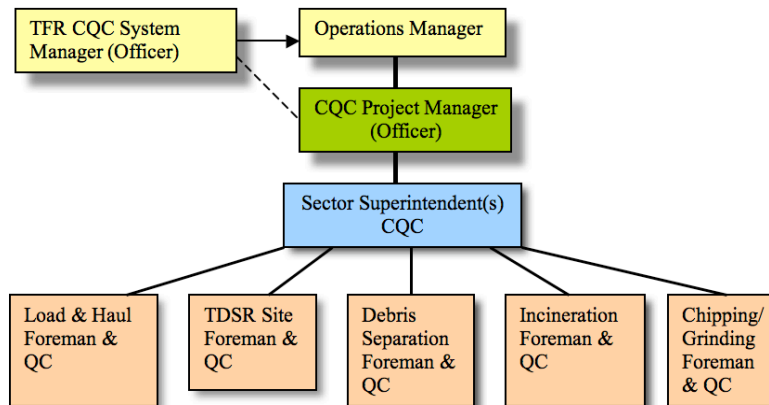 TFR CQC System
Manager (Officer)
Operations Manager
CQC Project Manager
(Officer)
Sector Superintendent(s)
CQC
Load & Haul
Foreman &
QC
TDSR Site
Foreman &
QC
Debris
Separation
Foreman &
QC
Incineration
Foreman &
QC
Chipping/
Grinding
Foreman
& QC